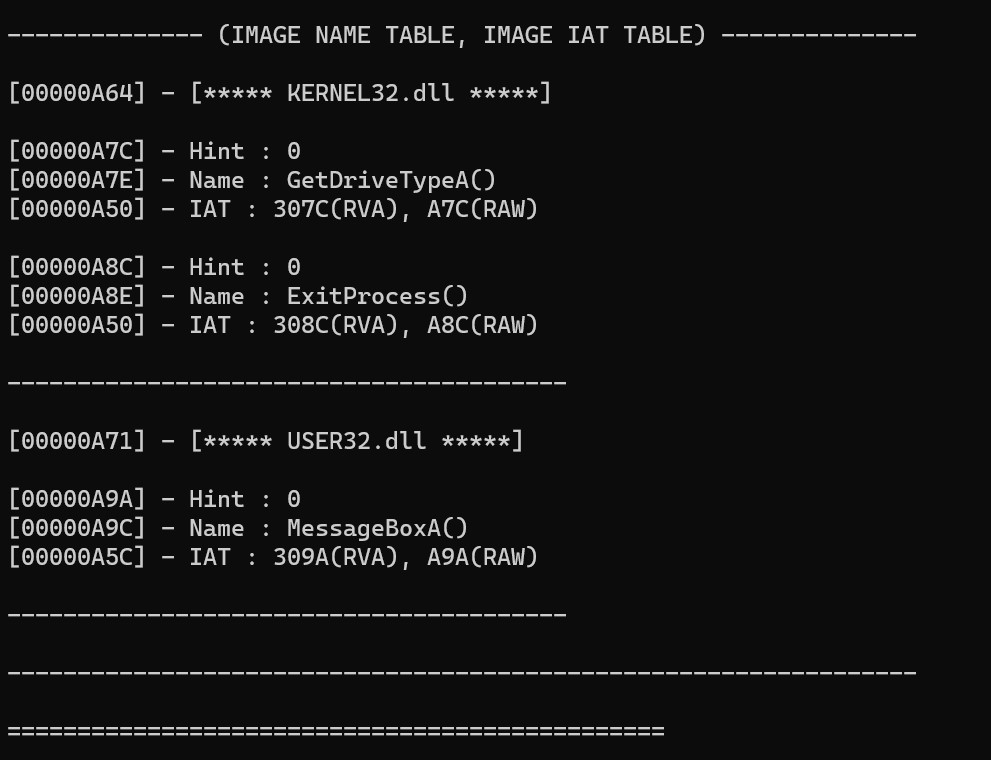 -------------- (IMAGE NAME TABLE, IMAGE IAT TABLE) --------------
[00000A64] - [***** KERNEL32.dll *****]
[00000A7C] - Hint : 0
[00000A7E] - Name : GetDriveTypeA()
[00000A50] - IAT : 307C(RVA), A7C(RAW)
[00000A8C] - Hint : 0
[00000A8E] - Name : ExitProcess()
[00000A50] - IAT : 308C(RVA), A8C(RAW)
----------------------------------------
[00000A71] - [***** USER32.dll *****]
[00000A9A] - Hint : 0
[00000A9C] - Name : MessageBoxA()
[00000A5C] - IAT : 309A(RVA), A9A(RAW)
----------------------------------------
-----------------------------------------------------------------
===============================================